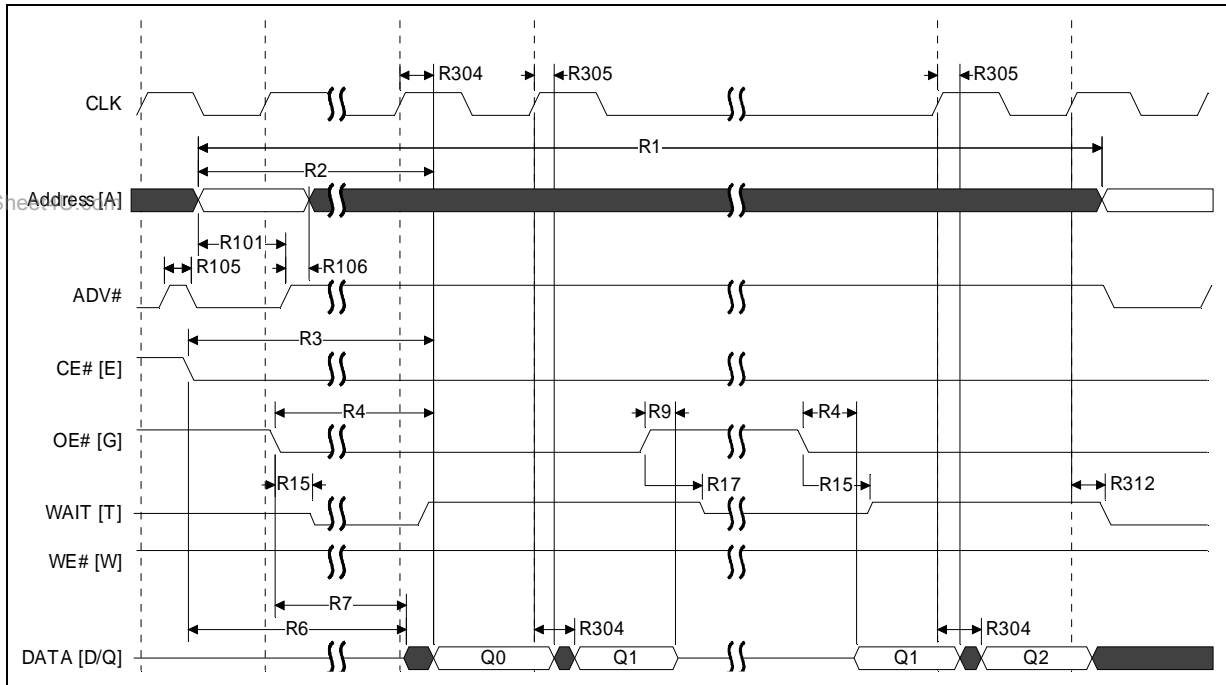 R304 R305 R305
CLK
R1
R2
Address [A]
R101
R105 R106
ADV#
R3
CE# [E]
R4 R9 R4
OE# [G]
R15 R17 R15 R312
WAIT [T]
WE# [W]
R7
R6 R304 R304
DATA [D/Q] Q0 Q1 Q1 Q2